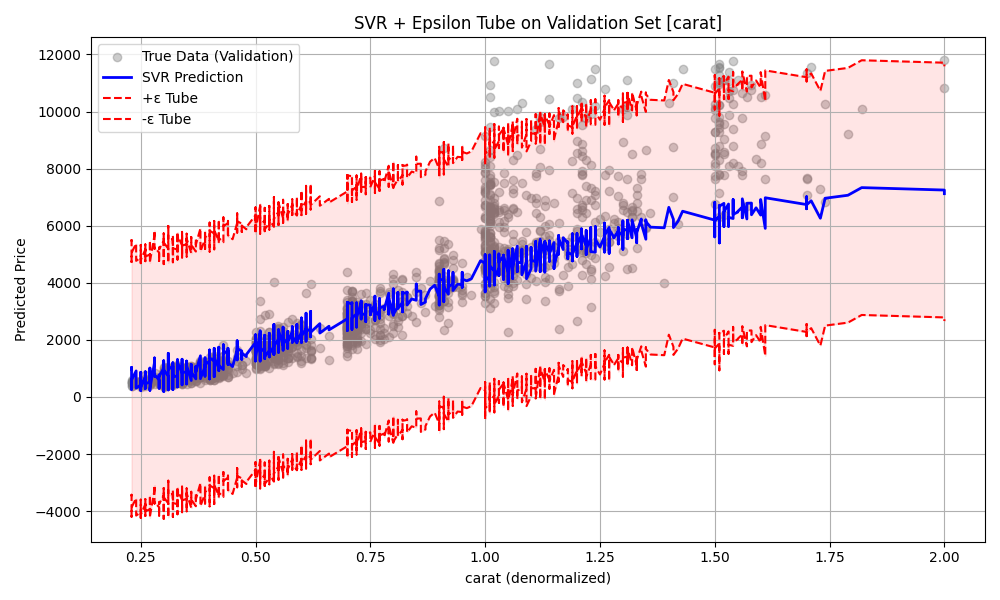 SVR + Epsilon Tube on Validation Set [carat]
True Data (Validation)
SVR Prediction
+ε Tube
-ε Tube
12000
10000
8000
6000
4000
2000
0
−2000
−4000
Predicted Price
0.25
0.50
0.75
1.00
1.25
1.50
1.75
2.00
carat (denormalized)